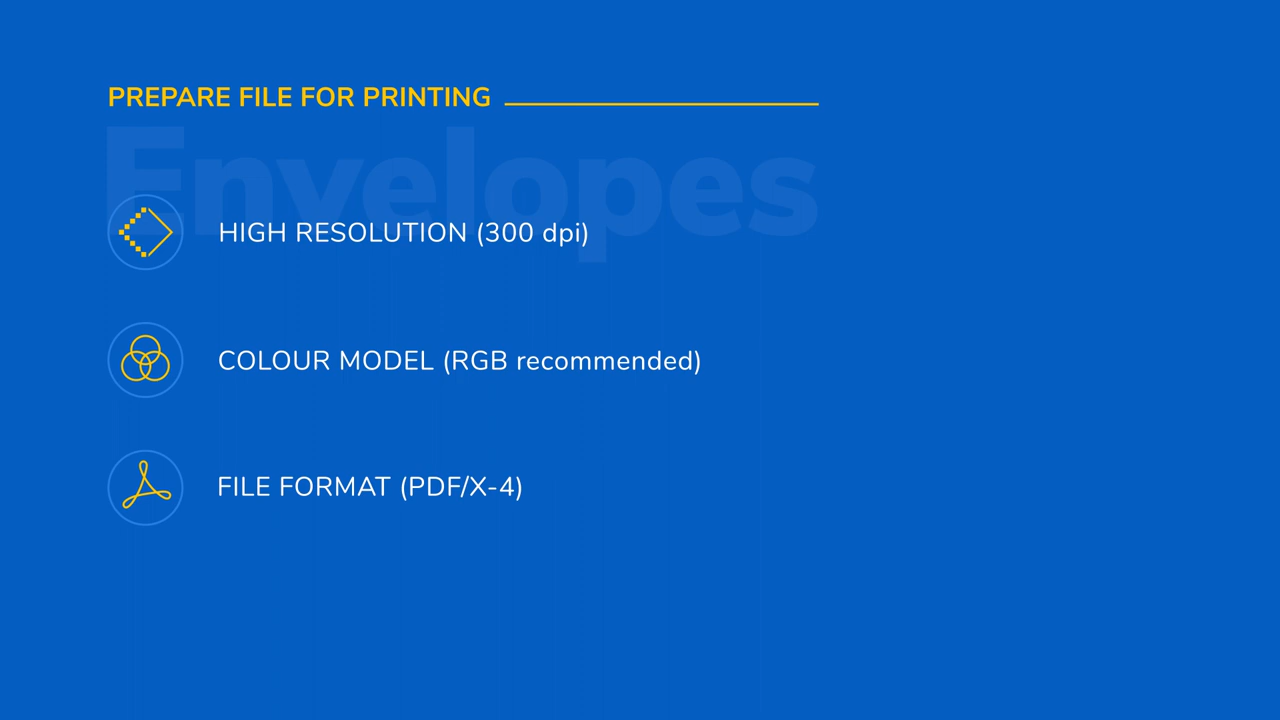 PREPARE FILE FOR PRINTING
Envelopes
HIGH RESOLUTION (300 dpi)
COLOUR MODEL (RGB recommended)
FILE FORMAT (PDF/X-4)